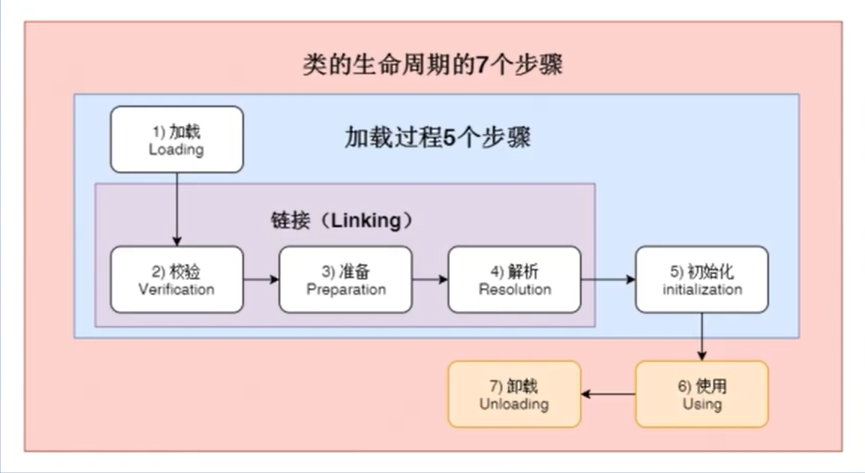 类的生命周期的7个步骤
加载过程5个步骤
1) 加载
Loading
链接（Linking）
2) 校验
Verification
3) 准备
Preparation
4) 解析
Resolution
5) 初始化
initialization
6) 使用
Using
7) 卸载
Unloading